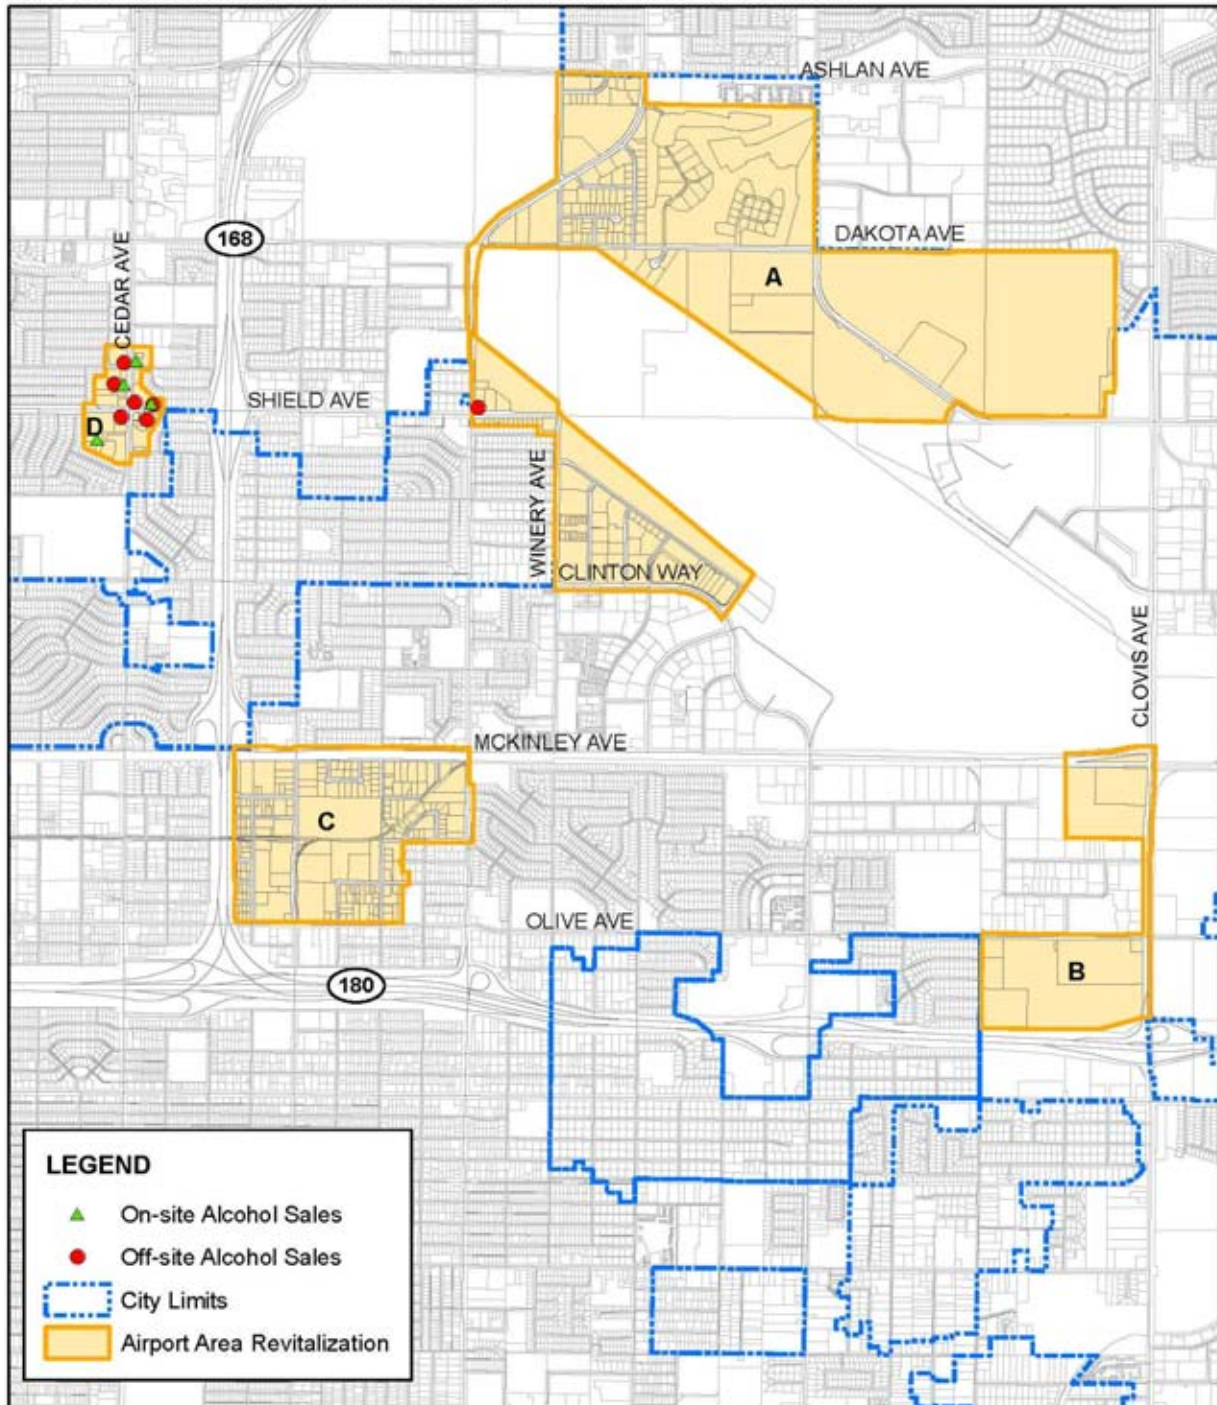 ASHLAN AVE
168
DAKOTA AVE
CEDAR AVE
A
SHIELD AVE
D
WINERY AVE
CLINTON WAY
CLOVIS AVE
MCKINLEY AVE
C
OLIVE AVE
B
180
LEGEND
On-site Alcohol Sales
Off-site Alcohol Sales
City Limits
Airport Area Revitalization